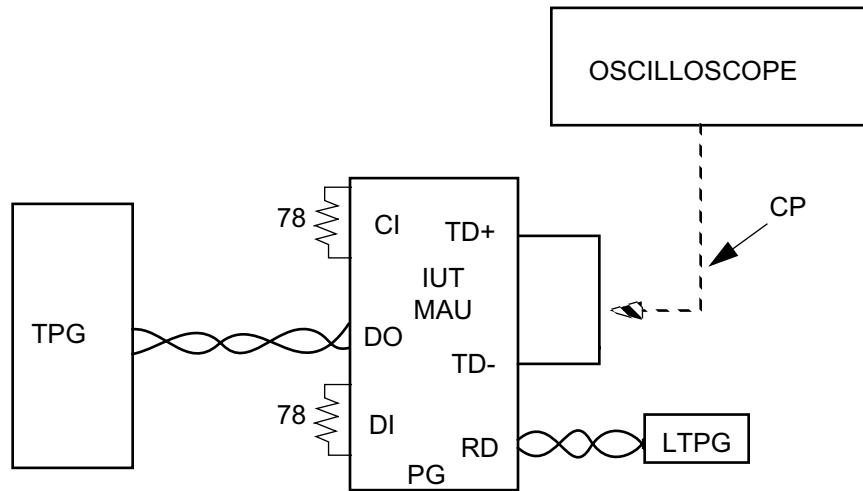 OSCILLOSCOPE
78
CI
TD+
CP
IUT
MAU
TPG
DO
TD-
78
DI
RD
LTPG
PG